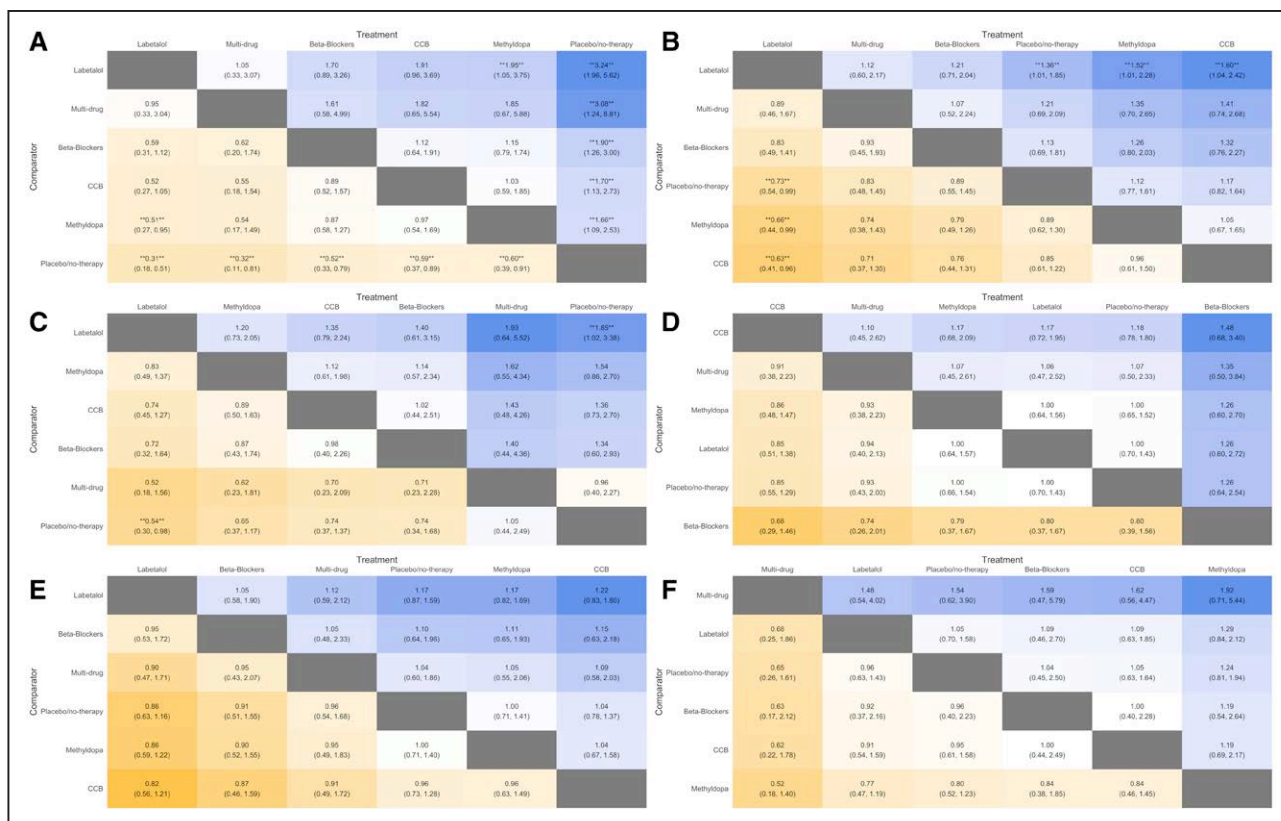 A
Treatment
Labetalol Multi-drug Beta-Blockers CCB Methyldopa Placebo/no-therapy
Comparator
Labetalol 1.05 1.70 1.91 **1.95** **3.24**
(0.33, 3.07) (0.89, 3.26) (0.96, 3.69) (1.05, 3.75) (1.96, 5.62)
Multi-drug 0.95 1.61 1.82 1.85 **3.08**
(0.33, 3.04) (0.58, 4.99) (0.65, 5.54) (0.67, 5.88) (1.24, 8.81)
Beta-Blockers 0.59 0.62 1.12 1.15 **1.90**
(0.31, 1.12) (0.20, 1.74) (0.64, 1.91) (0.79, 1.74) (1.26, 3.00)
CCB 0.52 0.55 0.89 1.03 **1.70**
(0.27, 1.05) (0.18, 1.54) (0.52, 1.57) (0.59, 1.85) (1.13, 2.73)
Methyldopa **0.51** 0.54 0.87 0.97 **1.66**
(0.27, 0.95) (0.17, 1.49) (0.58, 1.27) (0.54, 1.69) (1.09, 2.53)
Placebo/no-therapy **0.31** **0.32** **0.52** **0.59** **0.60**
(0.18, 0.51) (0.11, 0.81) (0.33, 0.79) (0.37, 0.89) (0.39, 0.91)
B
Treatment
Labetalol Multi-drug Beta-Blockers Placebo/no-therapy Methyldopa CCB
Comparator
Labetalol 1.12 1.21 **1.36** **1.52** **1.60**
(0.60, 2.17) (0.71, 2.04) (1.01, 1.85) (1.01, 2.28) (1.04, 2.42)
Multi-drug 0.89 1.07 1.21 1.35 1.41
(0.46, 1.67) (0.52, 2.24) (0.69, 2.09) (0.70, 2.65) (0.74, 2.68)
Beta-Blockers 0.83 0.93 1.13 1.26 1.32
(0.49, 1.41) (0.45, 1.93) (0.69, 1.81) (0.80, 2.03) (0.76, 2.27)
Placebo/no-therapy **0.73** 0.83 0.89 1.12 1.17
(0.54, 0.99) (0.48, 1.45) (0.55, 1.45) (0.77, 1.61) (0.82, 1.64)
Methyldopa **0.66** 0.74 0.79 0.89 1.05
(0.44, 0.99) (0.38, 1.43) (0.49, 1.26) (0.62, 1.30) (0.67, 1.65)
CCB **0.63** 0.71 0.76 0.85 0.96
(0.41, 0.96) (0.37, 1.35) (0.44, 1.31) (0.61, 1.22) (0.61, 1.50)
C
Treatment
Labetalol Methyldopa CCB Beta-Blockers Multi-drug Placebo/no-therapy
Comparator
Labetalol 1.20 1.35 1.40 1.93 **1.85**
(0.73, 2.05) (0.79, 2.24) (0.61, 3.15) (0.64, 5.52) (1.02, 3.38)
Methyldopa 0.83 1.12 1.14 1.62 1.54
(0.49, 1.37) (0.61, 1.98) (0.57, 2.34) (0.55, 4.34) (0.86, 2.70)
CCB 0.74 0.89 1.02 1.43 1.36
(0.45, 1.27) (0.50, 1.63) (0.44, 2.51) (0.48, 4.26) (0.73, 2.70)
Beta-Blockers 0.72 0.87 0.98 1.40 1.34
(0.32, 1.64) (0.43, 1.74) (0.40, 2.26) (0.44, 4.36) (0.60, 2.93)
Multi-drug 0.52 0.62 0.70 0.71 0.96
(0.18, 1.56) (0.23, 1.81) (0.23, 2.09) (0.23, 2.28) (0.40, 2.27)
Placebo/no-therapy **0.54** 0.65 0.74 0.74 1.05
(0.30, 0.98) (0.37, 1.17) (0.37, 1.37) (0.34, 1.68) (0.44, 2.49)
D
Treatment
CCB Multi-drug Methyldopa Labetalol Placebo/no-therapy Beta-Blockers
Comparator
CCB 1.10 1.17 1.17 1.18 1.48
(0.45, 2.62) (0.68, 2.09) (0.72, 1.95) (0.78, 1.80) (0.68, 3.40)
Multi-drug 0.91 1.07 1.06 1.07 1.35
(0.38, 2.23) (0.45, 2.61) (0.47, 2.52) (0.50, 2.33) (0.50, 3.84)
Methyldopa 0.86 0.93 1.00 1.00 1.26
(0.48, 1.47) (0.38, 2.23) (0.64, 1.56) (0.65, 1.52) (0.60, 2.70)
Labetalol 0.85 0.94 1.00 1.00 1.26
(0.51, 1.38) (0.40, 2.13) (0.64, 1.57) (0.70, 1.43) (0.60, 2.72)
Placebo/no-therapy 0.85 0.93 1.00 1.00 1.26
(0.55, 1.29) (0.43, 2.00) (0.66, 1.54) (0.70, 1.43) (0.64, 2.54)
Beta-Blockers 0.68 0.74 0.79 0.80 0.80
(0.29, 1.46) (0.26, 2.01) (0.37, 1.67) (0.37, 1.67) (0.39, 1.56)
E
Treatment
Labetalol Beta-Blockers Multi-drug Placebo/no-therapy Methyldopa CCB
Comparator
Labetalol 1.05 1.12 1.17 1.17 1.22
(0.58, 1.90) (0.59, 2.12) (0.87, 1.59) (0.82, 1.69) (0.83, 1.80)
Beta-Blockers 0.95 1.05 1.10 1.11 1.15
(0.53, 1.72) (0.48, 2.33) (0.64, 1.96) (0.65, 1.93) (0.63, 2.18)
Multi-drug 0.90 0.95 1.04 1.05 1.09
(0.47, 1.71) (0.43, 2.07) (0.60, 1.86) (0.55, 2.06) (0.58, 2.03)
Placebo/no-therapy 0.86 0.91 0.96 1.00 1.04
(0.63, 1.16) (0.51, 1.55) (0.54, 1.68) (0.71, 1.41) (0.78, 1.37)
Methyldopa 0.86 0.90 0.95 1.00 1.04
(0.59, 1.22) (0.52, 1.55) (0.49, 1.83) (0.71, 1.40) (0.67, 1.58)
CCB 0.82 0.87 0.91 0.96 0.96
(0.56, 1.21) (0.46, 1.59) (0.49, 1.72) (0.73, 1.28) (0.63, 1.49)
F
Treatment
Multi-drug Labetalol Placebo/no-therapy Beta-Blockers CCB Methyldopa
Comparator
Multi-drug 1.48 1.54 1.59 1.62 1.92
(0.54, 4.02) (0.62, 3.90) (0.47, 5.79) (0.56, 4.47) (0.71, 5.44)
Labetalol 0.68 1.05 1.09 1.09 1.29
(0.25, 1.86) (0.70, 1.58) (0.46, 2.70) (0.63, 1.85) (0.84, 2.12)
Placebo/no-therapy 0.65 0.96 1.04 1.05 1.24
(0.26, 1.61) (0.63, 1.43) (0.45, 2.50) (0.63, 1.64) (0.81, 1.94)
Beta-Blockers 0.63 0.92 0.96 1.00 1.19
(0.17, 2.12) (0.37, 2.16) (0.40, 2.23) (0.40, 2.28) (0.54, 2.64)
CCB 0.62 0.91 0.95 1.00 1.19
(0.22, 1.78) (0.54, 1.59) (0.61, 1.58) (0.44, 2.49) (0.69, 2.17)
Methyldopa 0.52 0.77 0.80 0.84 0.84
(0.18, 1.40) (0.47, 1.19) (0.52, 1.23) (0.38, 1.85) (0.46, 1.45)